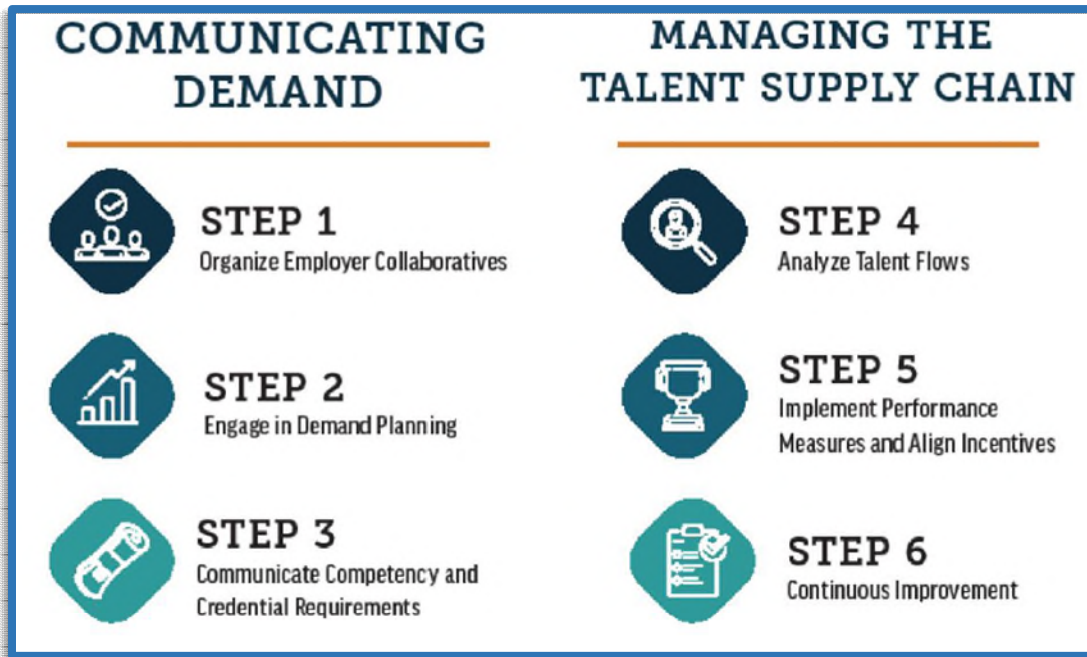 COMMUNICATING
DEMAND
STEP 1
Organize Employer Collaboratives
STEP 2
Engage in Demand Planning
STEP 3
Communicate Competency and
Credential Requirements
MANAGING THE
TALENT SUPPLY CHAIN
STEP 4
Analyze Talent Flows
STEP 5
Implement Performance
Measures and Align Incentives
STEP 6
Continuous Improvement